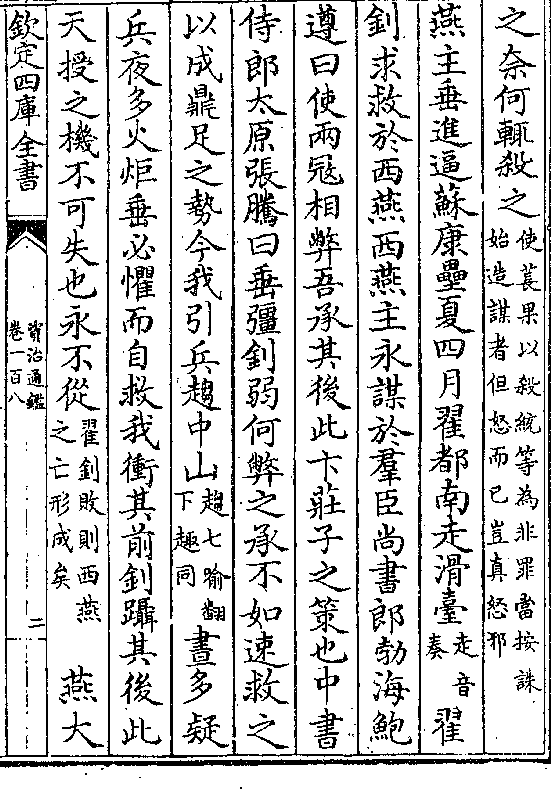 之奈何輒殺之使萇果以殺統等為非罪當按誅始造謀者但怒而已豈真怒邪
燕主垂進逼蘇康壘夏四月翟都南走滑臺走音奏翟
釗求救於西燕西燕主永謀於羣臣尚書郎勃海鮑
遵曰使兩冦相弊吾承其後此卞莊子之策也中書
侍郎太原張騰曰垂彊釗弱何弊之承不如速救之
以成鼎足之勢今我引兵趨中山趨七喻翻下趣同晝多疑
兵夜多火炬垂必懼而自救我衝其前釗躡其後此
天授之機不可失也永不從翟釗敗則西燕之亡形成矣燕大
欽定四庫全書
資治通鑑
卷一百八
二